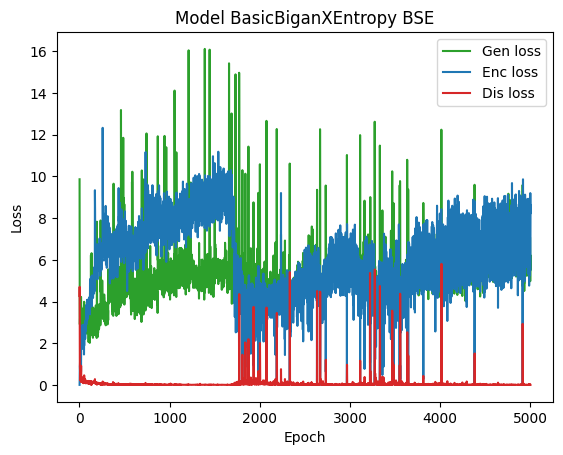 Model BasicBiganXEntropy BSE
Gen loss
Enc loss
Dis loss
Loss
16
14
12
10
8
6
4
2
0
0 1000 2000 3000 4000 5000
Epoch